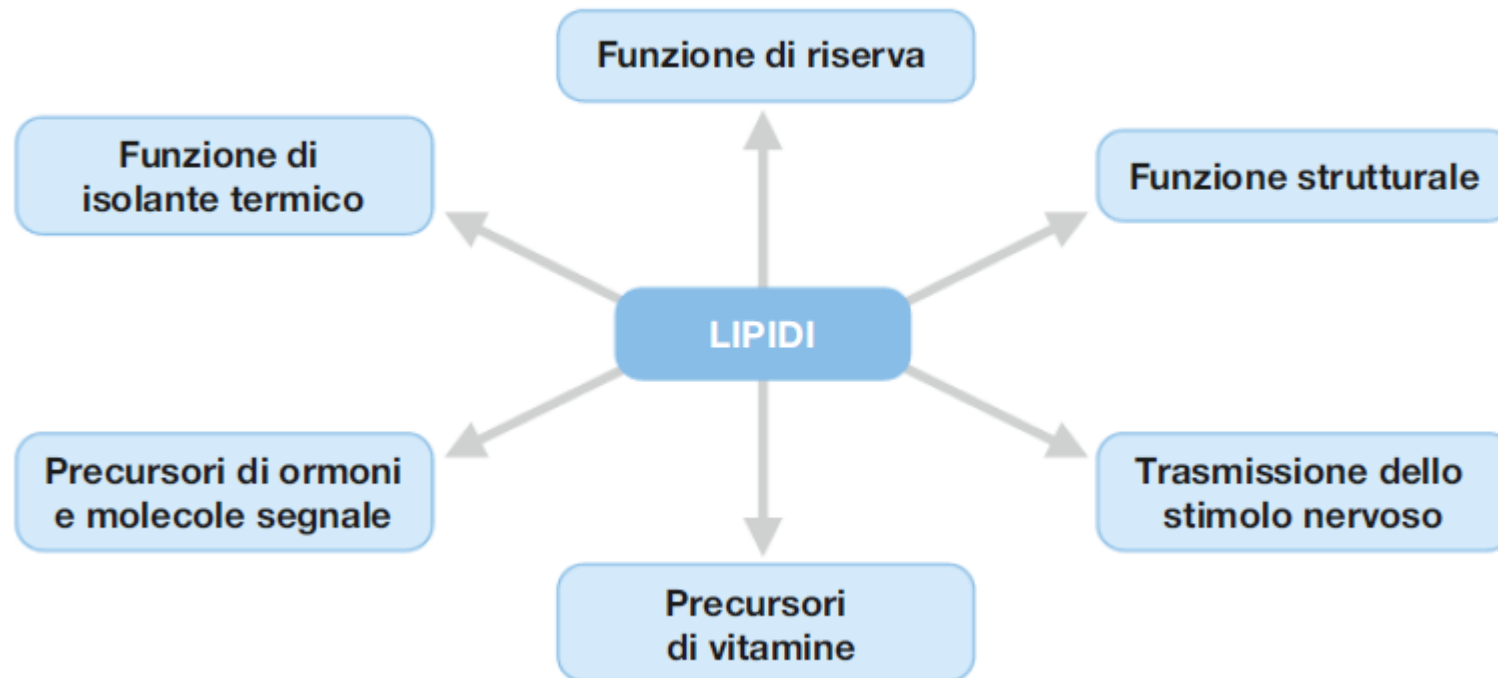 Funzione di riserva
Funzione di
isolante termico
Funzione strutturale
LIPIDI
Precursori di ormoni
e molecole segnale
Trasmissione dello
stimolo nervoso
Precursori
di vitamine